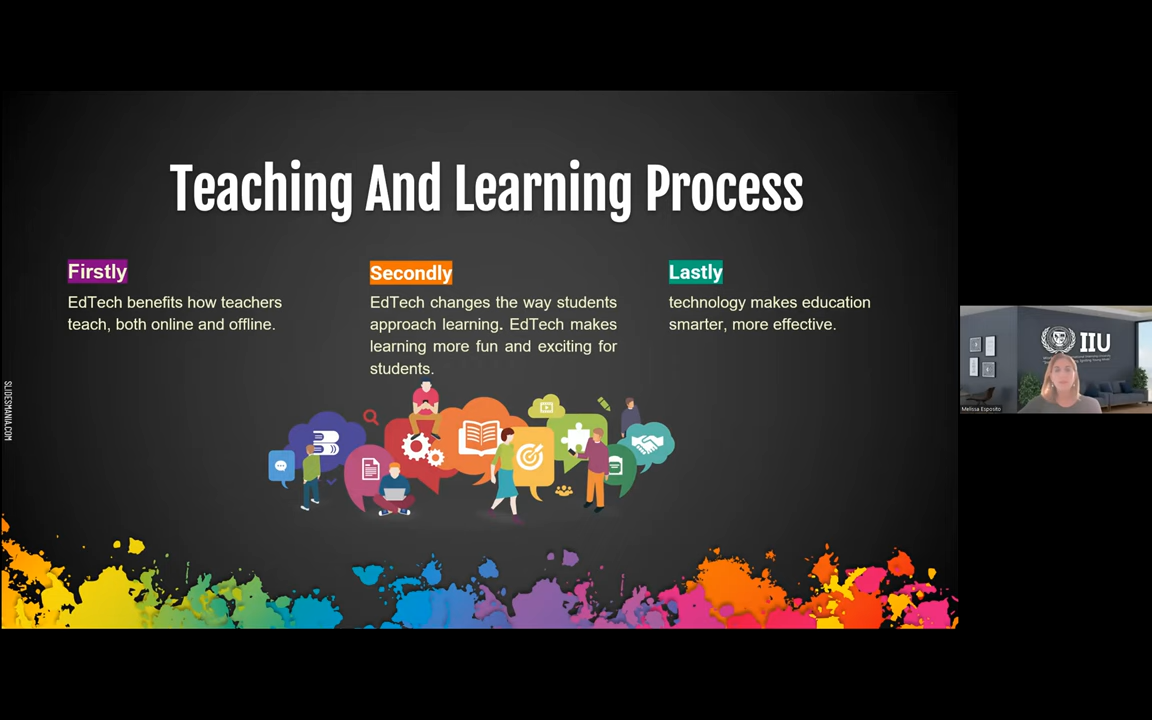 Teaching And Learning Process
Firstly
EdTech benefits how teachers
teach, both online and offline.
Secondly
EdTech changes the way students
approach learning. EdTech makes
learning more fun and exciting for
students.
Lastly
technology makes education
smarter, more effective.
SLIDESMANIA.COM
IIU
Melissa Esposito